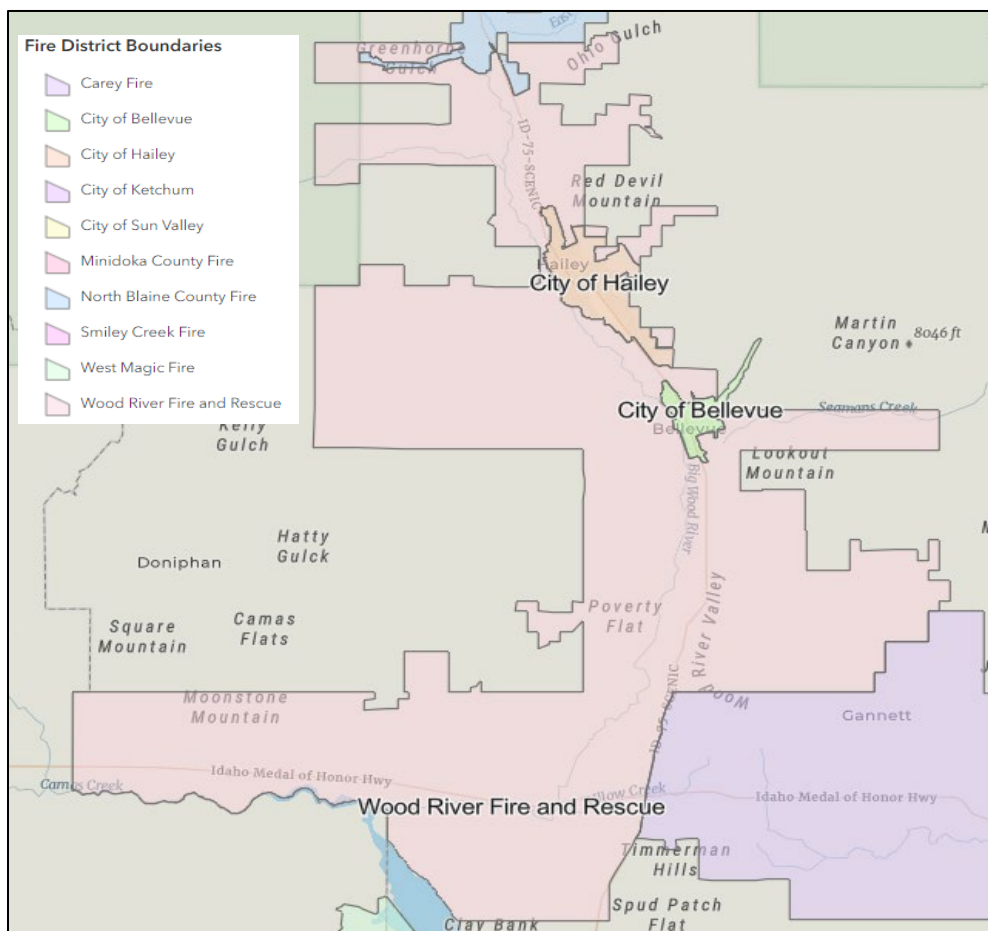 East
Fire District Boundaries
Greenhorne
Gulch
Ohio Gulch
Carey Fire
City of Bellevue
City of Hailey
City of Ketchum
City of Sun Valley
Minidoka County Fire
North Blaine County Fire
Smiley Creek Fire
West Magic Fire
Wood River Fire and Rescue
ID-75-SCENIC
Red Devil
Mountain
Hailey
City of Hailey
Martin
Canyon
8046 ft
City of Bellevue
Bellevue
Seamans Creek
Kelly
Gulch
Lookout
Mountain
Big Wood River
Hatty
Gulck
Doniphan
Poverty
Flat
Camas
Flats
Square
Mountain
Wood River Valley
Moonstone
Mountain
ID-75-SCENIC
Gannett
Idaho Medal of Honor Hwy
Camas Creek
Willow Creek
Idaho Medal of Honor Hwy
Wood River Fire and Rescue
Timmerman
Hills
Spud Patch
Flat
Clay Bank